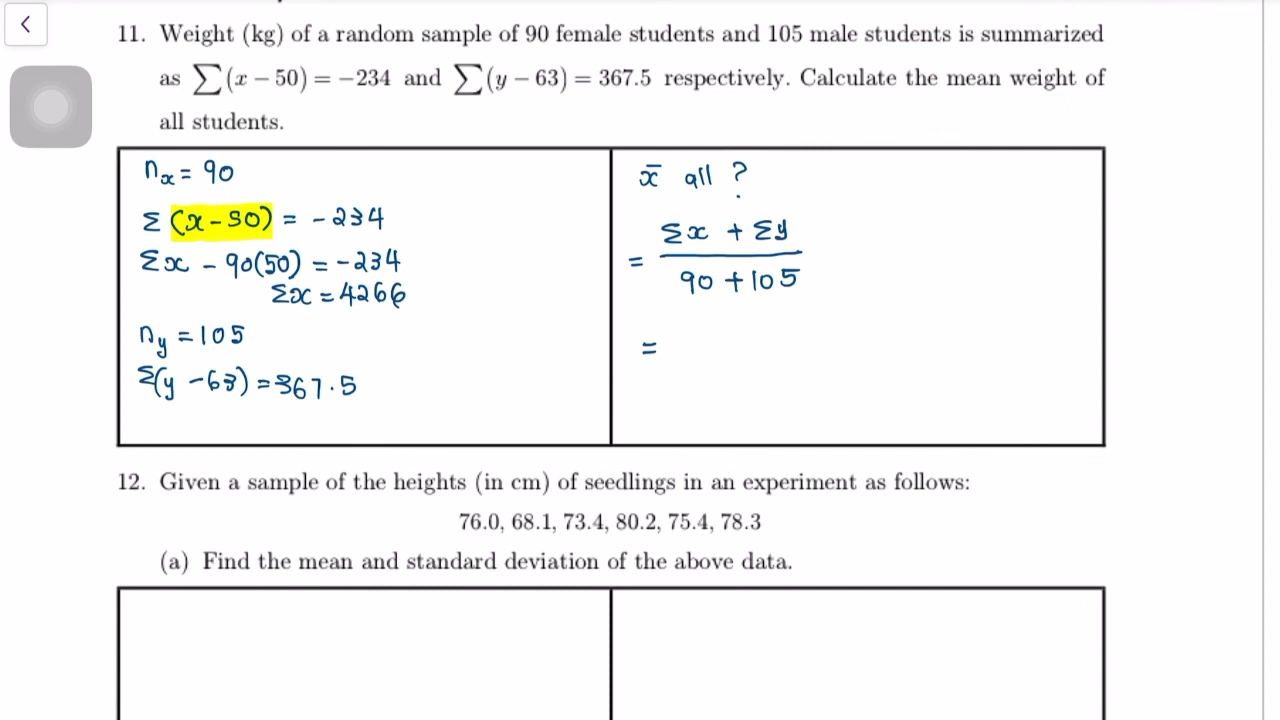 11. Weight (kg) of a random sample of 90 female students and 105 male students is summarized
as ∑(x − 50) = −234 and ∑(y − 63) = 367.5 respectively. Calculate the mean weight of
all students.
nx = 90
Σ (x - 50) = - 234
Σx - 90(50) = -234
Σx = 4266
ny = 105
Σ(y - 63) = 367.5
x̄ all ?
= (Σx + Σy) / (90 + 105)
=
12. Given a sample of the heights (in cm) of seedlings in an experiment as follows:
76.0, 68.1, 73.4, 80.2, 75.4, 78.3
(a) Find the mean and standard deviation of the above data.